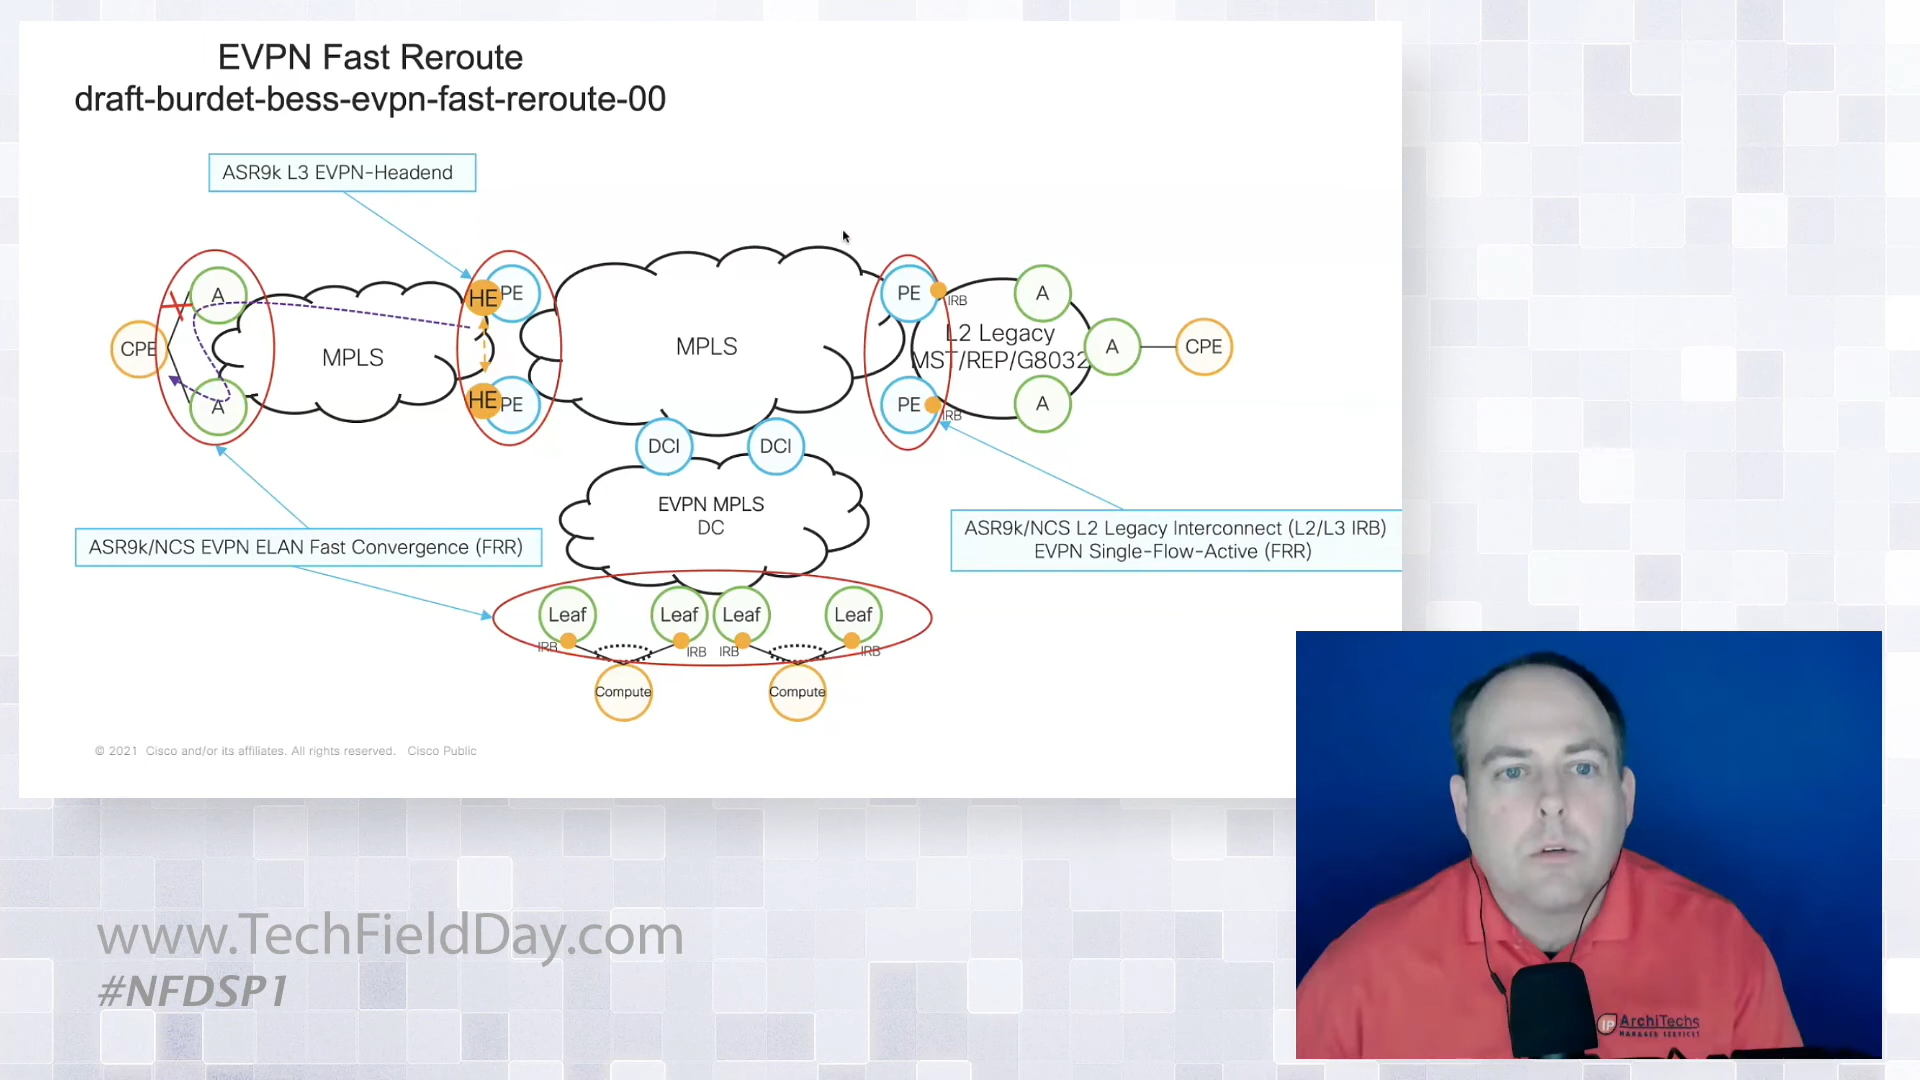 EVPN Fast Reroute
draft-burdet-bess-evpn-fast-reroute-00
ASR9k L3 EVPN-Headend
A
HE
PE
PE
IRB
A
CPE
MPLS
MPLS
L2 Legacy
MST/REP/G8032
A
CPE
A
HE
PE
PE
IRB
A
DCI
DCI
EVPN MPLS
DC
ASR9k/NCS EVPN ELAN Fast Convergence (FRR)
ASR9k/NCS L2 Legacy Interconnect (L2/L3 IRB)
EVPN Single-Flow-Active (FRR)
Leaf
Leaf
Leaf
Leaf
IRB
IRB
IRB
IRB
Compute
Compute
© 2021 Cisco and/or its affiliates. All rights reserved. Cisco Public
www.TechFieldDay.com
#NFDSP1
IP
ArchiTechs
MANAGED SERVICES